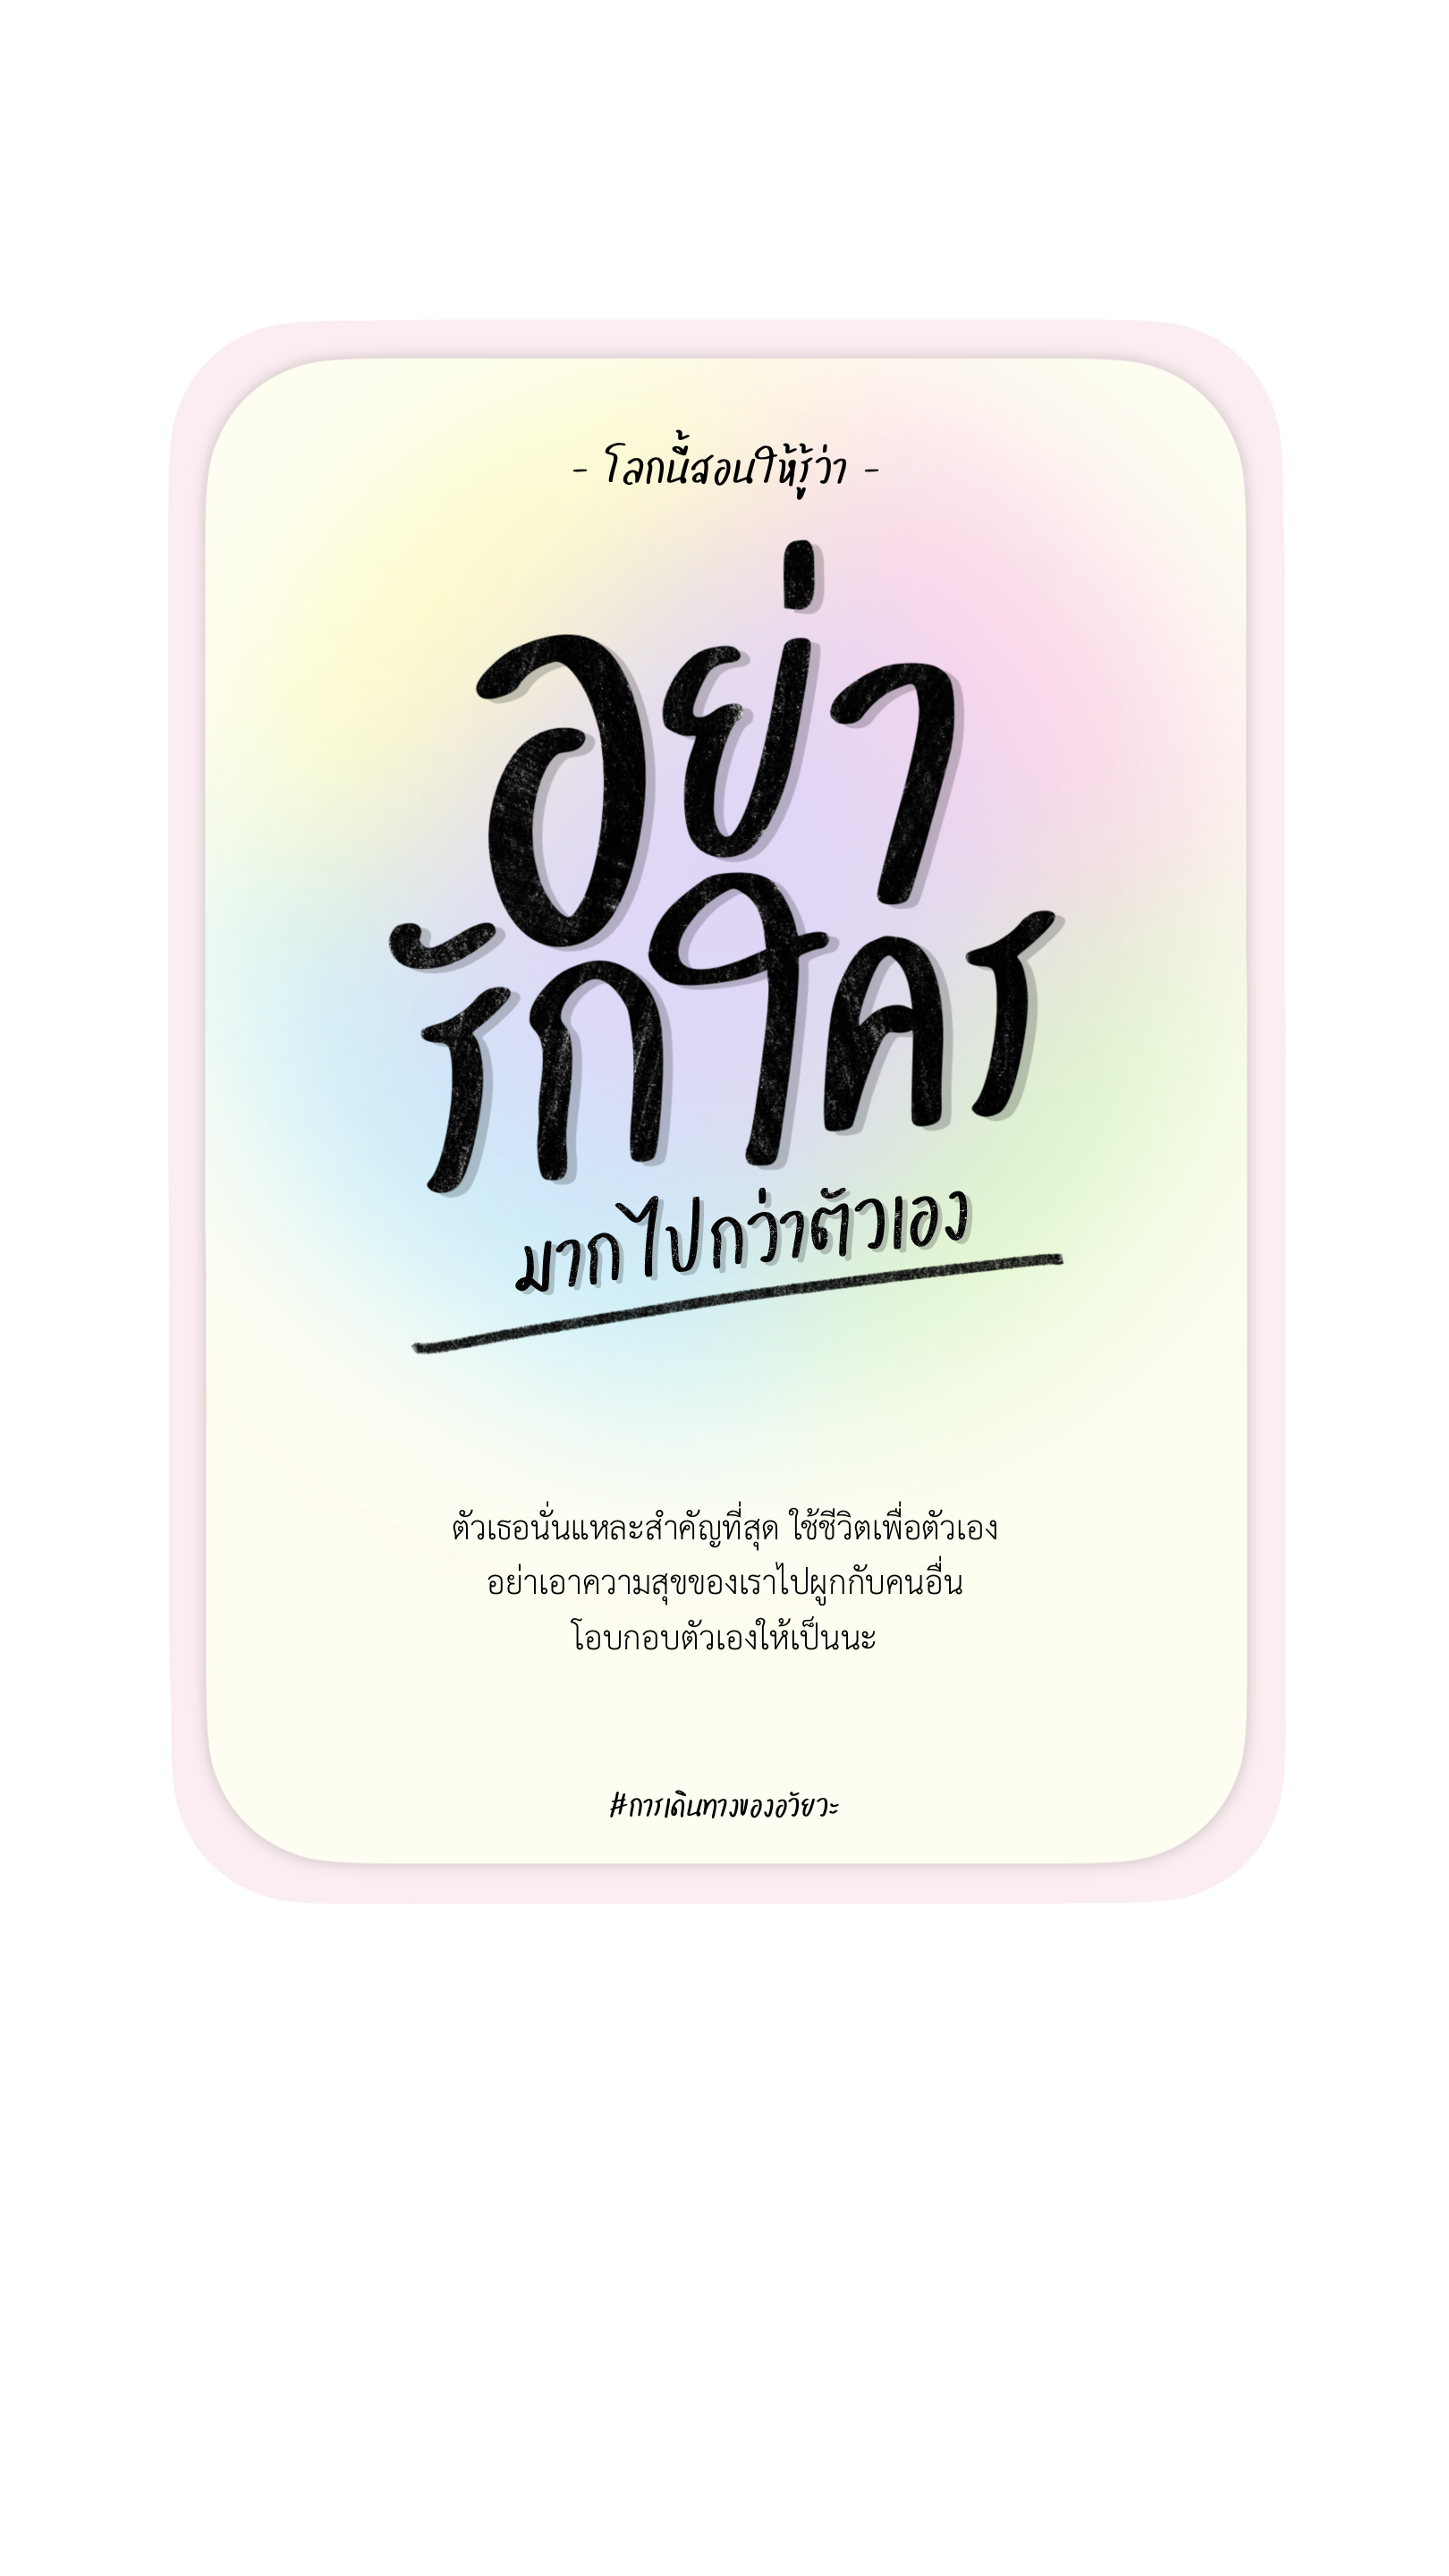 - โลกนี้สอนให้รู้ว่า -
อย่า
รักใคร
มากไปกว่าตัวเอง
ตัวเธอนั่นแหละสำคัญที่สุด ใช้ชีวิตเพื่อตัวเอง
อย่าเอาความสุขของเราไปผูกกับคนอื่น
โอบกอบตัวเองให้เป็นนะ
#การเดินทางของอวัยวะ